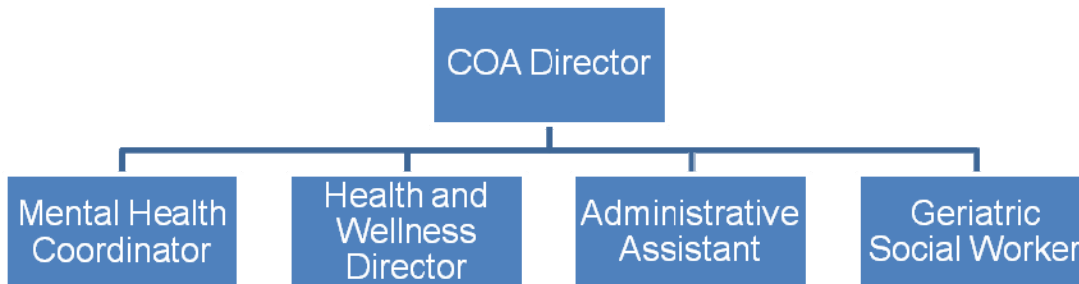 COA Director
Mental Health
Coordinator
Health and
Wellness
Director
Administrative
Assistant
Geriatric
Social Worker